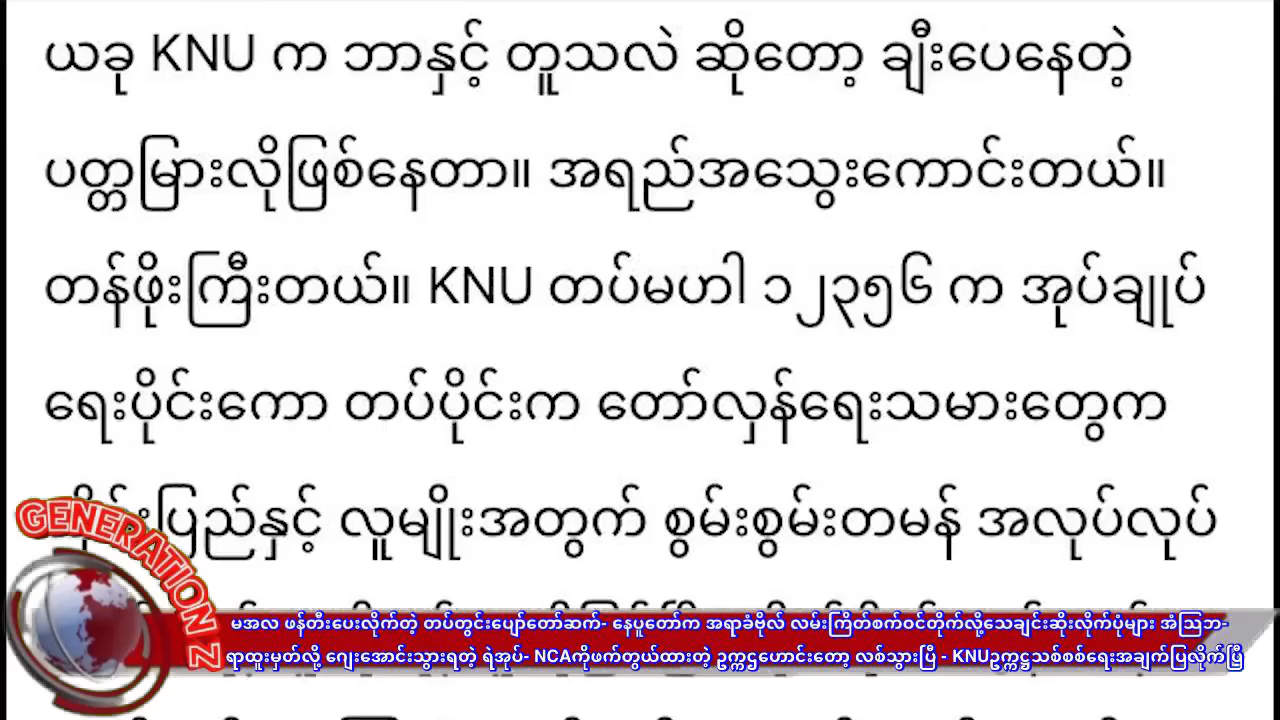 ယခု KNU က ဘာနှင့် တူသလဲ ဆိုတော့ ချီးပေနေတဲ့
ပတ္တမြားလိုဖြစ်နေတာ။ အရည်အသွေးကောင်းတယ်။
တန်ဖိုးကြီးတယ်။ KNU တပ်မဟာ ၁၂၃၅၆ က အုပ်ချုပ်
ရေးပိုင်းကော တပ်ပိုင်းက တော်လှန်ရေးသမားတွေက
လူမျိုးအတွက် စွမ်းစွမ်းတမန် အလုပ်လုပ်
GENERATION Z
မအလ ဖန်တီးပေးလိုက်တဲ့ တပ်တွင်းပျော်တော်ဆက်- နေပူတော်က အရာခံဗိုလ် လမ်းကြိတ်စက်ဝင်တိုက်လို့သေချင်းဆိုးလိုက်ပုံများ အံဩဘ-
ရာထူးမှတ်လို့ ဂျေးအောင်းသွားရတဲ့ ရဲအုပ်- NCAကိုဖက်တွယ်ထားတဲ့ ဥက္ကဌဟောင်းတော့ လစ်သွားပြီ - KNUဥက္ကဋ္ဌသစ်စစ်ရေးအချက်ပြလိုက်ပြီ